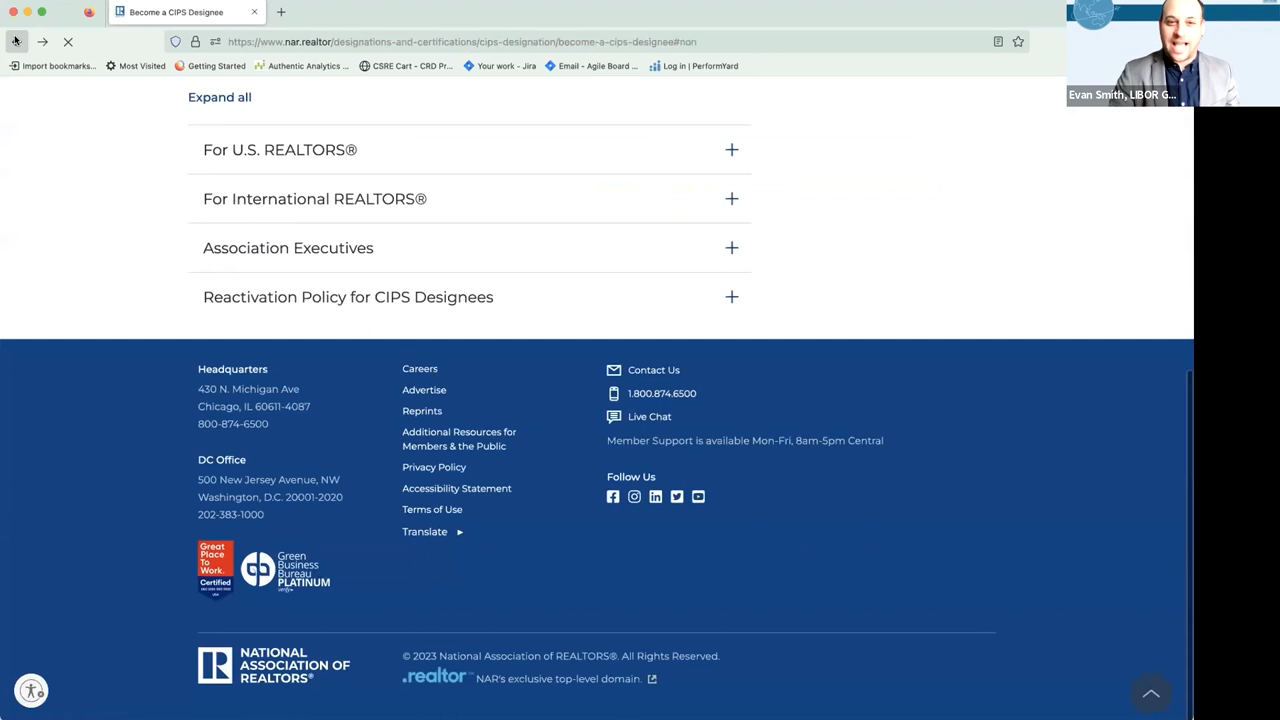 Become a CIPS Designee
https://www.nar.realtor/designations-and-certifications/cips-designation/become-a-cips-designee#non
Import bookmarks...
Most Visited
Getting Started
Authentic Analytics ...
CSRE Cart - CRD Pr...
Your work - Jira
Email - Agile Board ...
Log in | PerformYard
Evan Smith, LIBOR G...
Expand all
For U.S. REALTORS®
For International REALTORS®
Association Executives
Reactivation Policy for CIPS Designees
Headquarters
430 N. Michigan Ave
Chicago, IL 60611-4087
800-874-6500
DC Office
500 New Jersey Avenue, NW
Washington, D.C. 20001-2020
202-383-1000
Great
Place
To
Work.
Certified
Green
Business
Bureau
PLATINUM
Careers
Advertise
Reprints
Additional Resources for
Members & the Public
Privacy Policy
Accessibility Statement
Terms of Use
Translate
Contact Us
1.800.874.6500
Live Chat
Member Support is available Mon-Fri, 8am-5pm Central
Follow Us
NATIONAL
ASSOCIATION OF
REALTORS®
© 2023 National Association of REALTORS®. All Rights Reserved.
.realtor™ NAR's exclusive top-level domain.